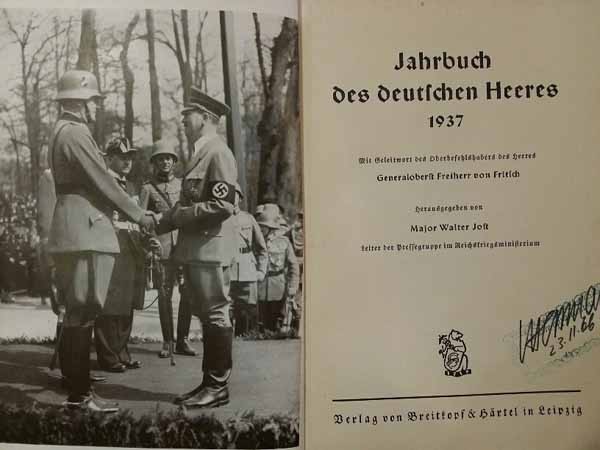 Jahrbuch
des deutschen Heeres
1937
Mit Geleitwort des Oberbefehlshabers des Heeres
Generaloberst Freiherr von Fritsch
Herausgegeben von
Major Walter Jost
Leiter der Pressegruppe im Reichskriegsministerium
23.11.66
Verlag von Breitkopf & Härtel in Leipzig